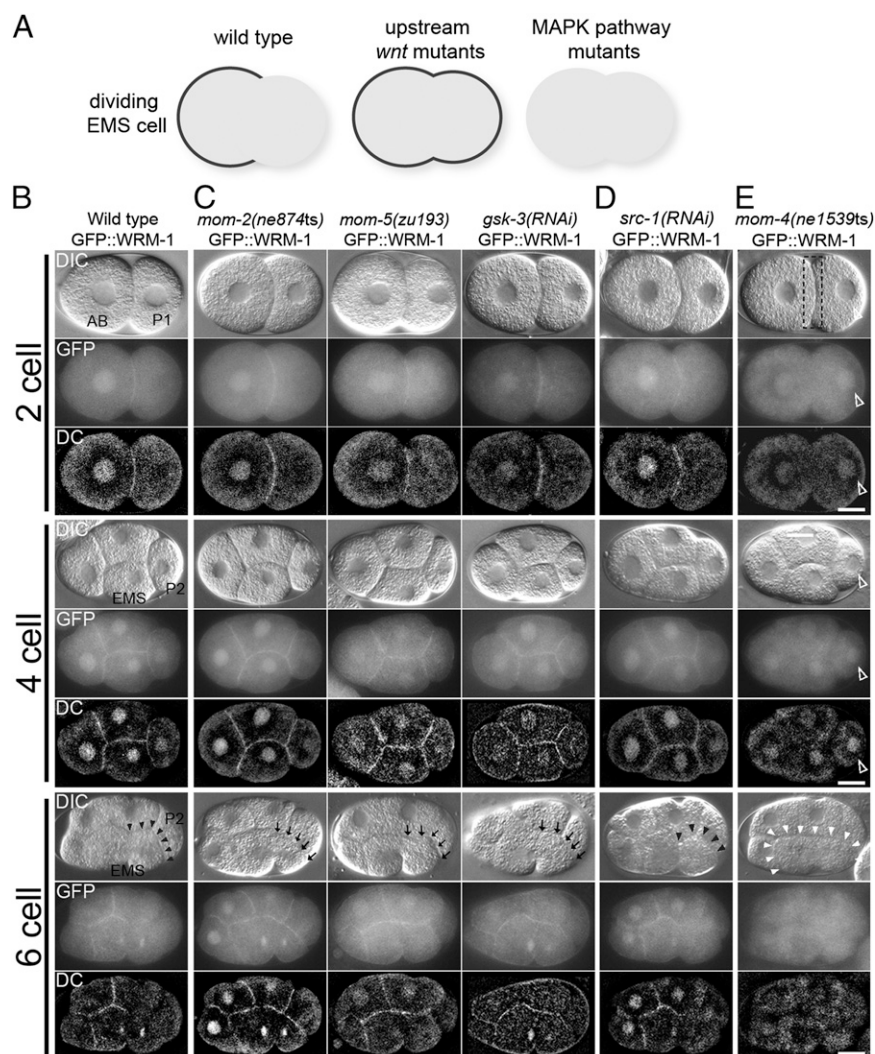 A
wild type
upstream
wnt mutants
MAPK pathway
mutants
dividing
EMS cell
B
C
D
E
Wild type
GFP::WRM-1
mom-2(ne874ts)
GFP::WRM-1
mom-5(zu193)
GFP::WRM-1
gsk-3(RNAi)
GFP::WRM-1
src-1(RNAi)
GFP::WRM-1
mom-4(ne1539ts)
GFP::WRM-1
2 cell
DIC
AB
P1
GFP
DC
4 cell
DIC
EMS
P2
GFP
DC
6 cell
DIC
P2
EMS
GFP
DC